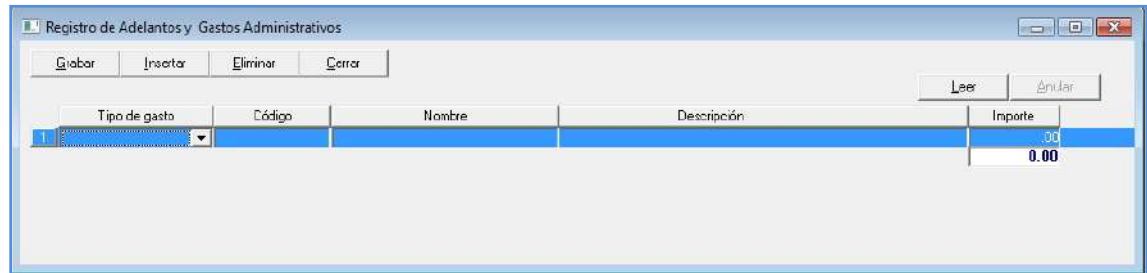 Registro de Adelantos y Gastos Administrativos
Grabar Insertar Eliminar Cerrar
Leer Anular
Tipo de gasto Código Nombre Descripción Importe
1 .00
0.00